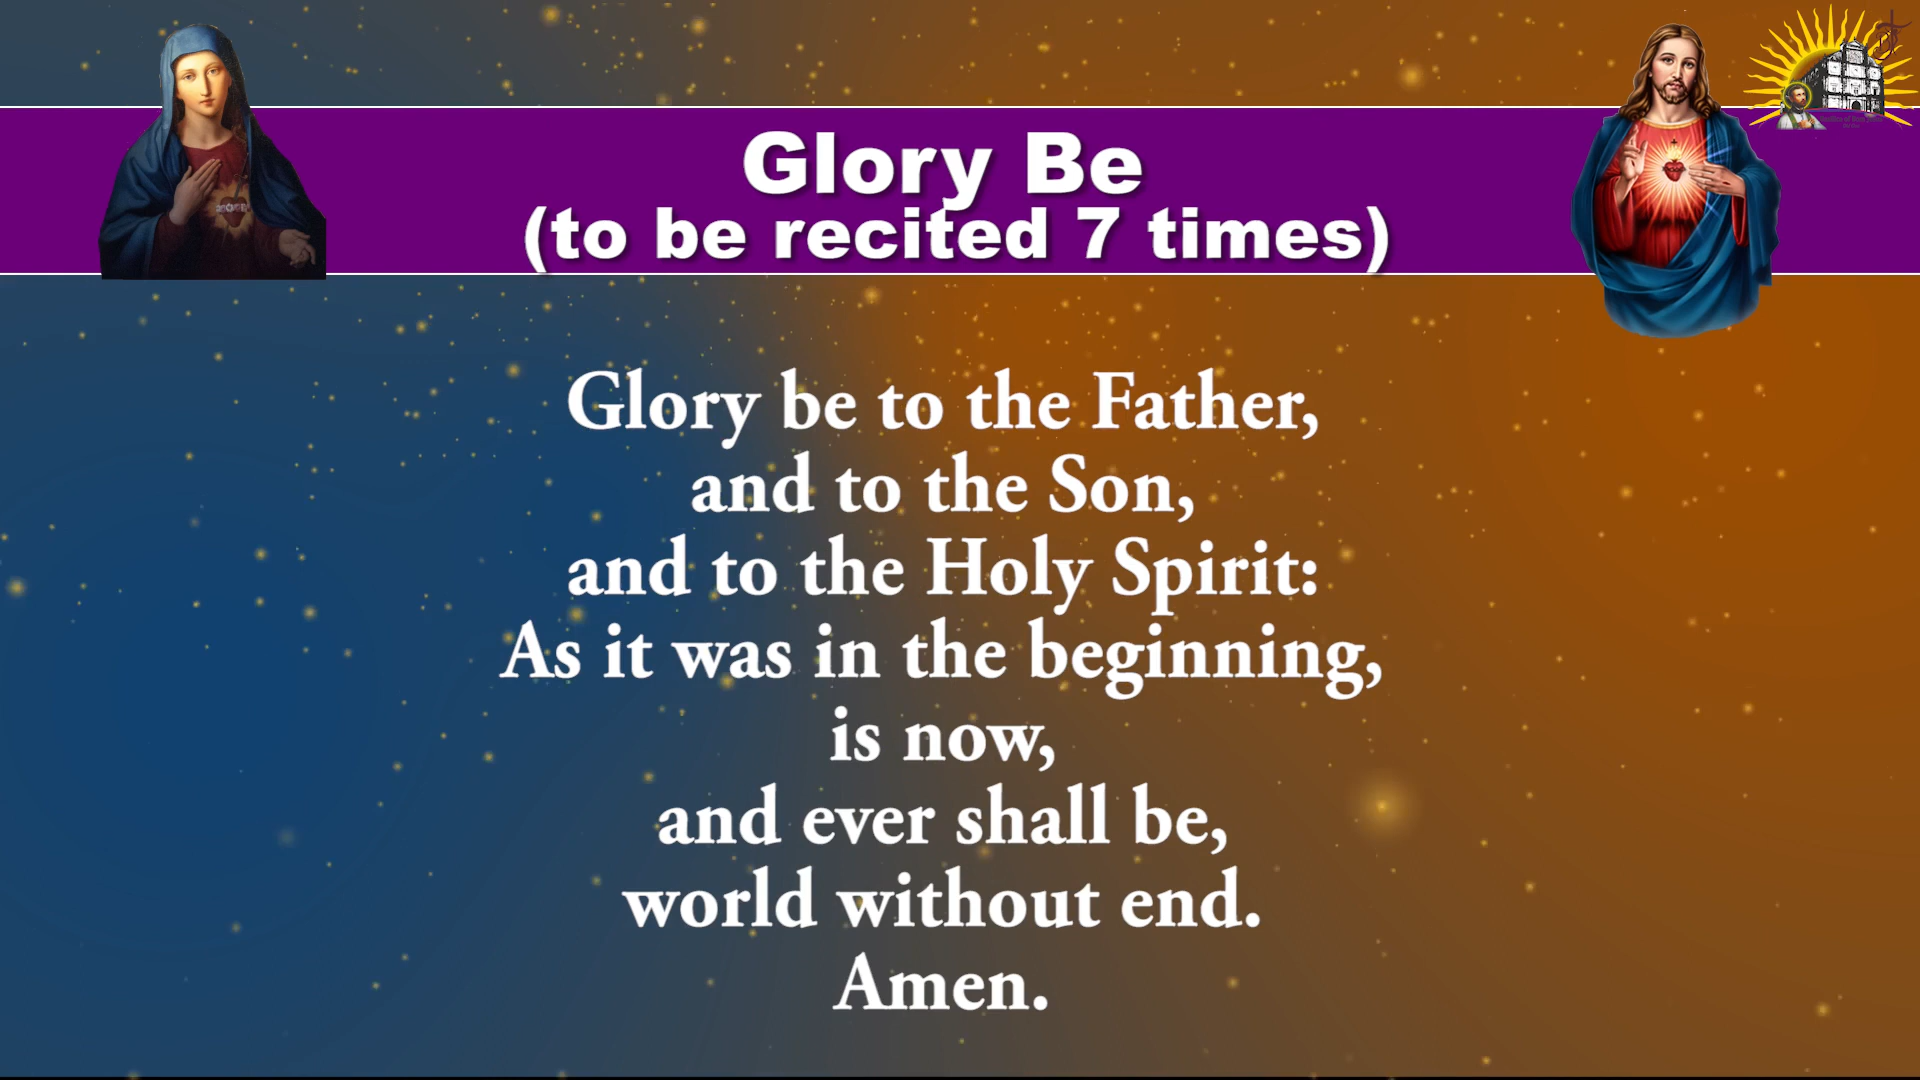 Glory Be
(to be recited 7 times)
Glory be to the Father,
and to the Son,
and to the Holy Spirit:
As it was in the beginning,
is now,
and ever shall be,
world without end.
Amen.